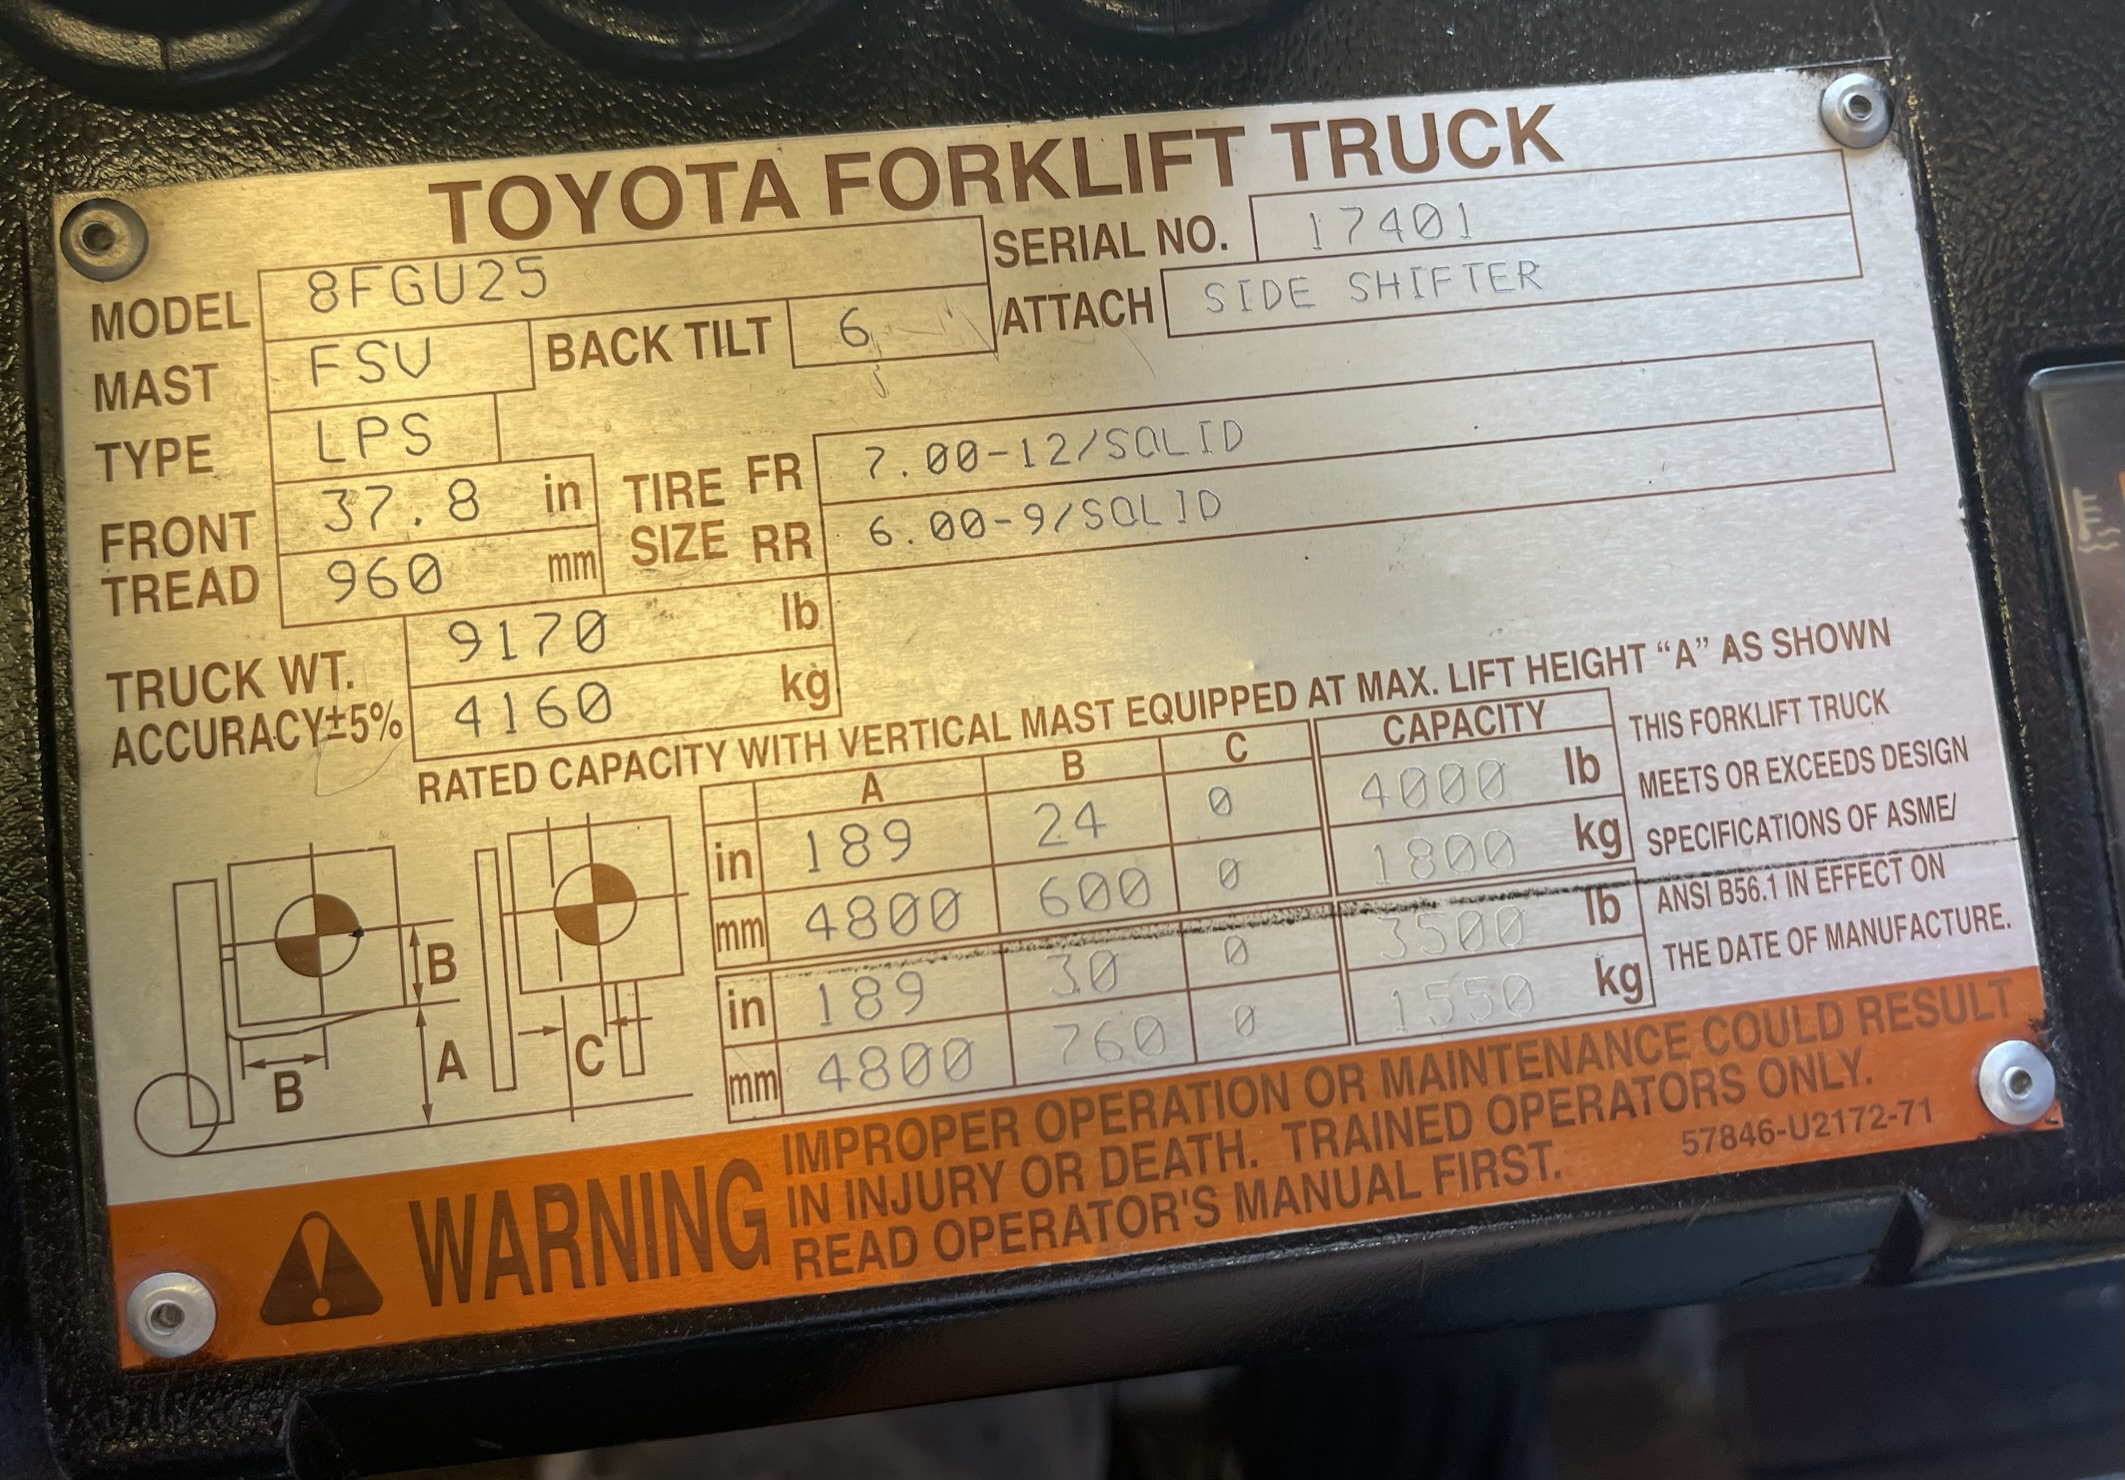 TOYOTA FORKLIFT TRUCK
MODEL 8FGU25 SERIAL NO. 17401
MAST FSV BACK TILT 6 ATTACH SIDE SHIFTER
TYPE LPS
FRONT TREAD 37.8 in TIRE SIZE FR 7.00-12/SOLID
960 mm RR 6.00-9/SOLID
TRUCK WT. 9170 lb
ACCURACY±5% 4160 kg
RATED CAPACITY WITH VERTICAL MAST EQUIPPED AT MAX. LIFT HEIGHT "A" AS SHOWN
A B C CAPACITY
in 189 24 0 4000 lb
mm 4800 600 0 1800 kg
in 189 30 0 3500 lb
mm 4800 760 0 1550 kg
B A B C
THIS FORKLIFT TRUCK
MEETS OR EXCEEDS DESIGN
SPECIFICATIONS OF ASME/
ANSI B56.1 IN EFFECT ON
THE DATE OF MANUFACTURE.
WARNING
IMPROPER OPERATION OR MAINTENANCE COULD RESULT
IN INJURY OR DEATH. TRAINED OPERATORS ONLY.
READ OPERATOR'S MANUAL FIRST. 57846-U2172-71